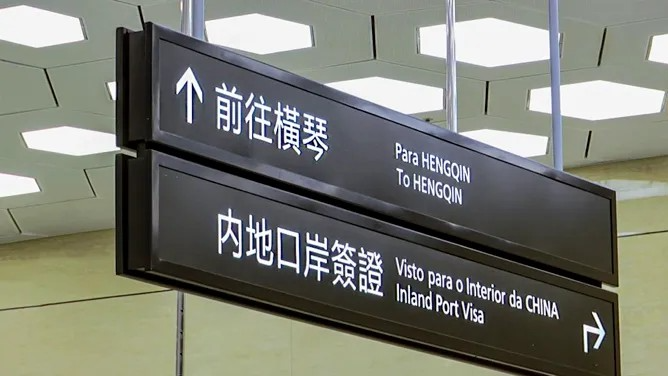 前往橫琴
Para HENGQIN
To HENGQIN
內地口岸簽證
Visto para o Interior da CHINA
Inland Port Visa